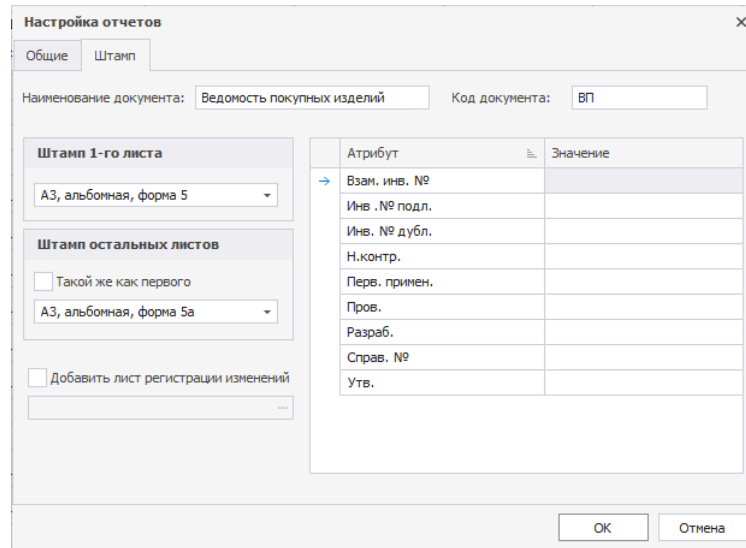 Настройка отчетов
Общие Штамп
Наименование документа: Ведомость покупных изделий Код документа: ВП
Штамп 1-го листа
А3, альбомная, форма 5
Штамп остальных листов
Такой же как первого
А3, альбомная, форма 5а
Добавить лист регистрации изменений
...
Атрибут Значение
Взам. инв. №
Инв .№ подл.
Инв. № дубл.
Н.контр.
Перв. примен.
Пров.
Разраб.
Справ. №
Утв.
ОК Отмена